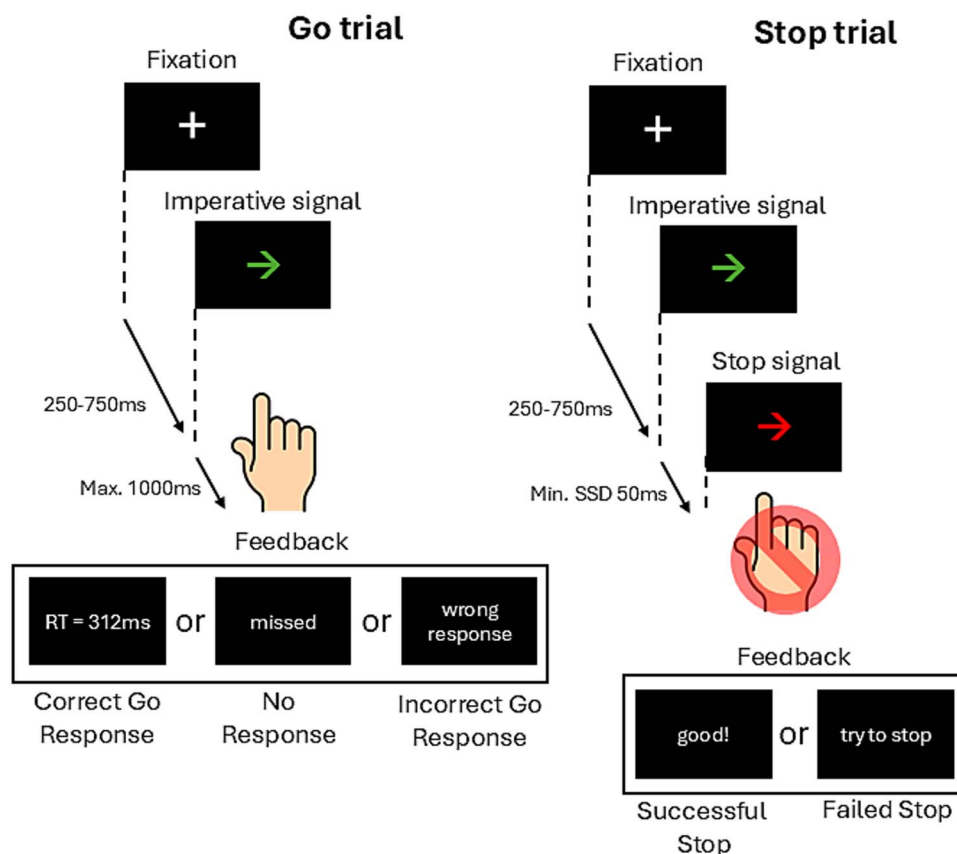 Go trial
Fixation
Imperative signal
250-750ms
Max. 1000ms
Feedback
RT = 312ms
or
missed
or
wrong
response
Correct Go
Response
No
Response
Incorrect Go
Response
Stop trial
Fixation
Imperative signal
Stop signal
250-750ms
Min. SSD 50ms
Feedback
good!
or
try to stop
Successful
Stop
Failed Stop